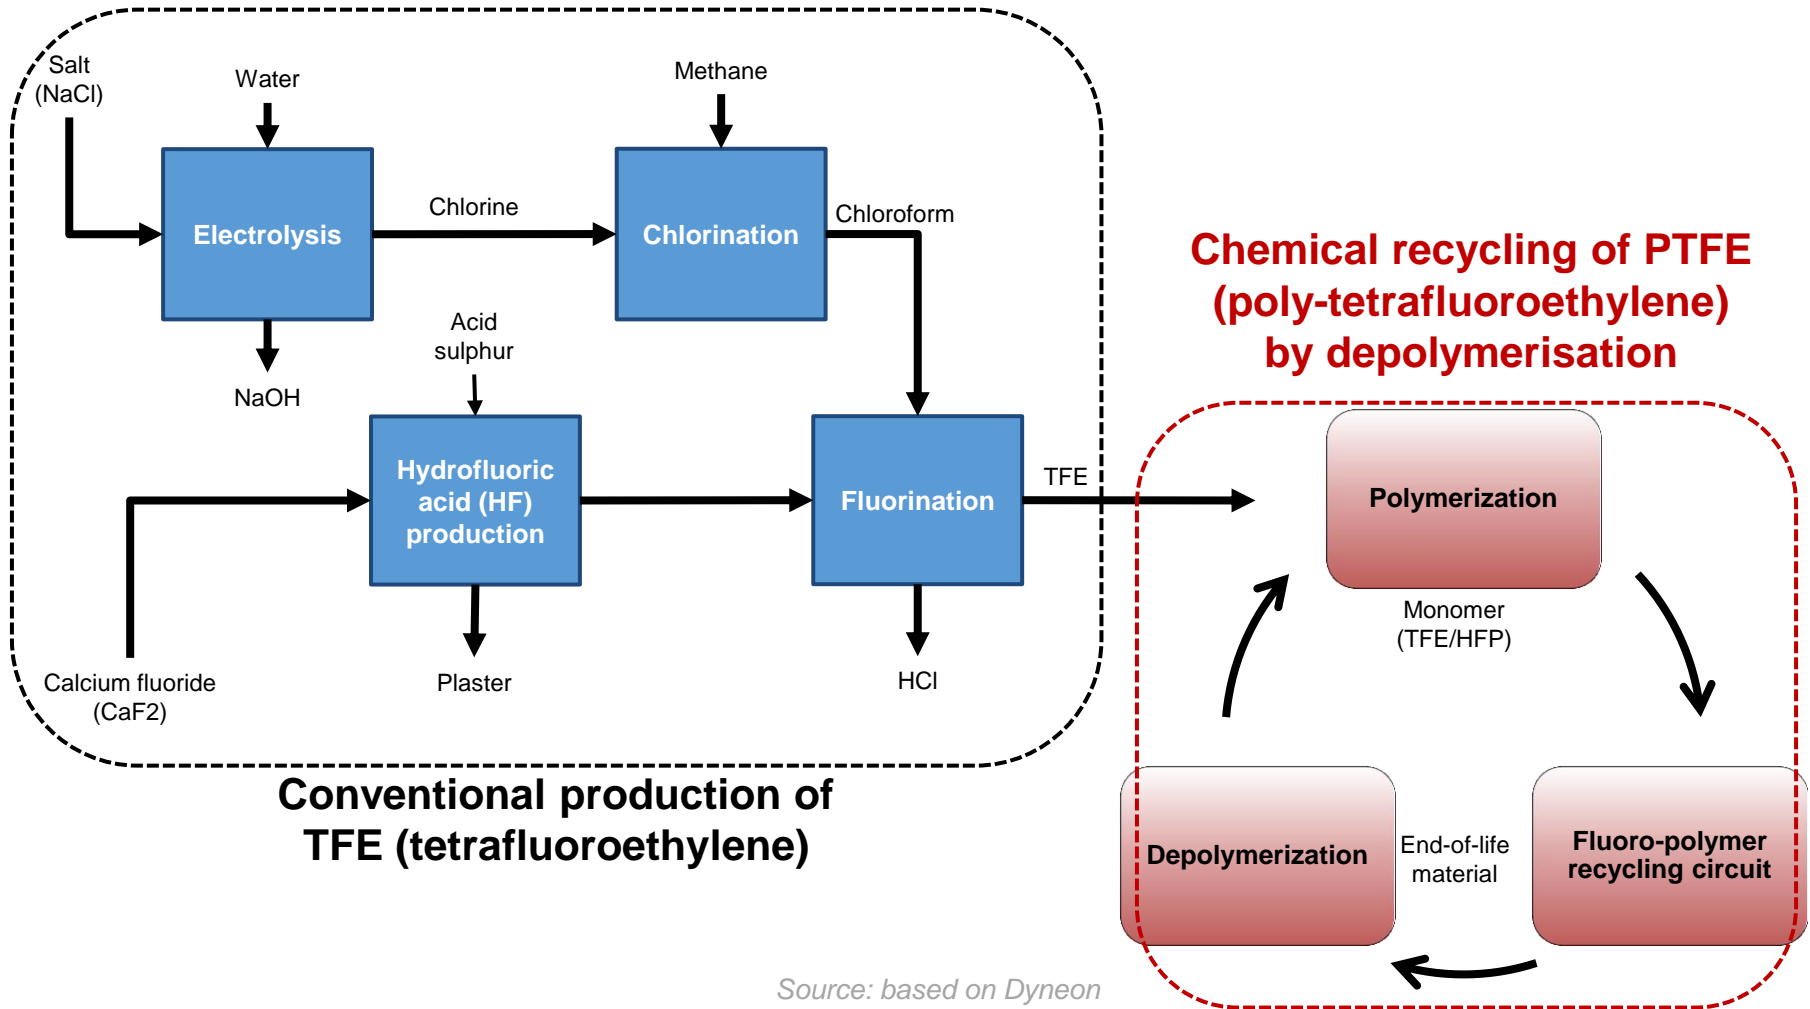 Salt
(NaCl)
Water
Methane
Electrolysis
Chlorine
Chlorination
Chloroform
NaOH
Acid
sulphur
Hydrofluoric
acid (HF)
production
Fluorination
TFE
Calcium fluoride
(CaF2)
Plaster
HCl
Conventional production of
TFE (tetrafluoroethylene)
Chemical recycling of PTFE
(poly-tetrafluoroethylene)
by depolymerisation
Polymerization
Monomer
(TFE/HFP)
Depolymerization
End-of-life
material
Fluoro-polymer
recycling circuit
Source: based on Dyneon